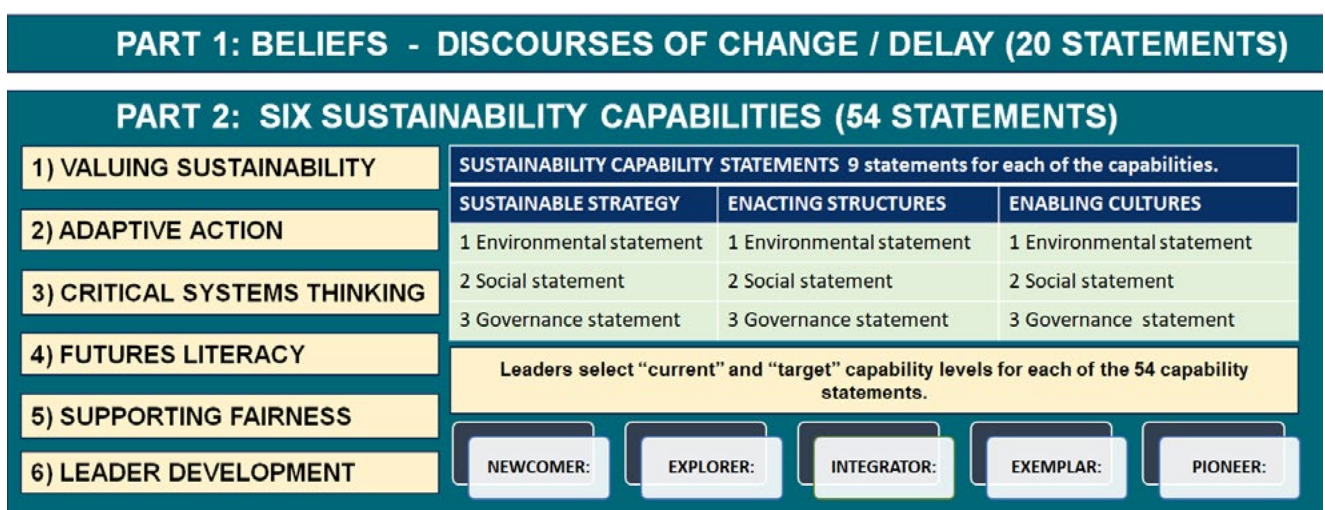 PART 1: BELIEFS - DISCOURSES OF CHANGE / DELAY (20 STATEMENTS)
PART 2: SIX SUSTAINABILITY CAPABILITIES (54 STATEMENTS)
1) VALUING SUSTAINABILITY
2) ADAPTIVE ACTION
3) CRITICAL SYSTEMS THINKING
4) FUTURES LITERACY
5) SUPPORTING FAIRNESS
6) LEADER DEVELOPMENT
SUSTAINABILITY CAPABILITY STATEMENTS 9 statements for each of the capabilities.
SUSTAINABLE STRATEGY ENACTING STRUCTURES ENABLING CULTURES
1 Environmental statement 1 Environmental statement 1 Environmental statement
2 Social statement 2 Social statement 2 Social statement
3 Governance statement 3 Governance statement 3 Governance statement
Leaders select “current” and “target” capability levels for each of the 54 capability
statements.
NEWCOMER: EXPLORER: INTEGRATOR: EXEMPLAR: PIONEER: